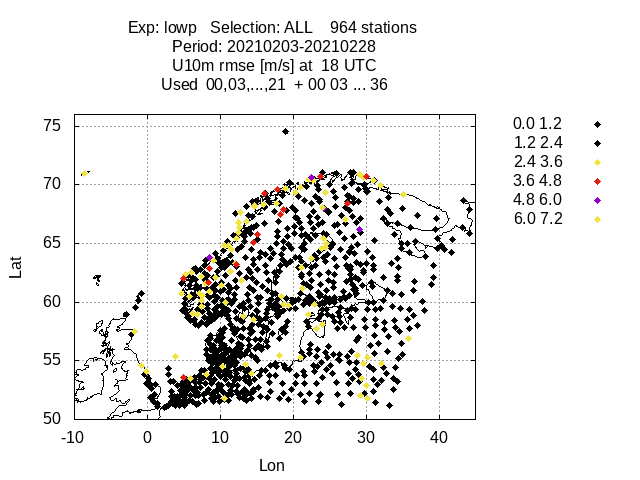 Exp: lowp Selection: ALL 964 stations
Period: 20210203-20210228
U10m rmse [m/s] at 18 UTC
Used 00,03,...,21 + 00 03 ... 36
75
70
65
60
55
50
Lat
-10 0 10 20 30 40
Lon
0.0 1.2
1.2 2.4
2.4 3.6
3.6 4.8
4.8 6.0
6.0 7.2